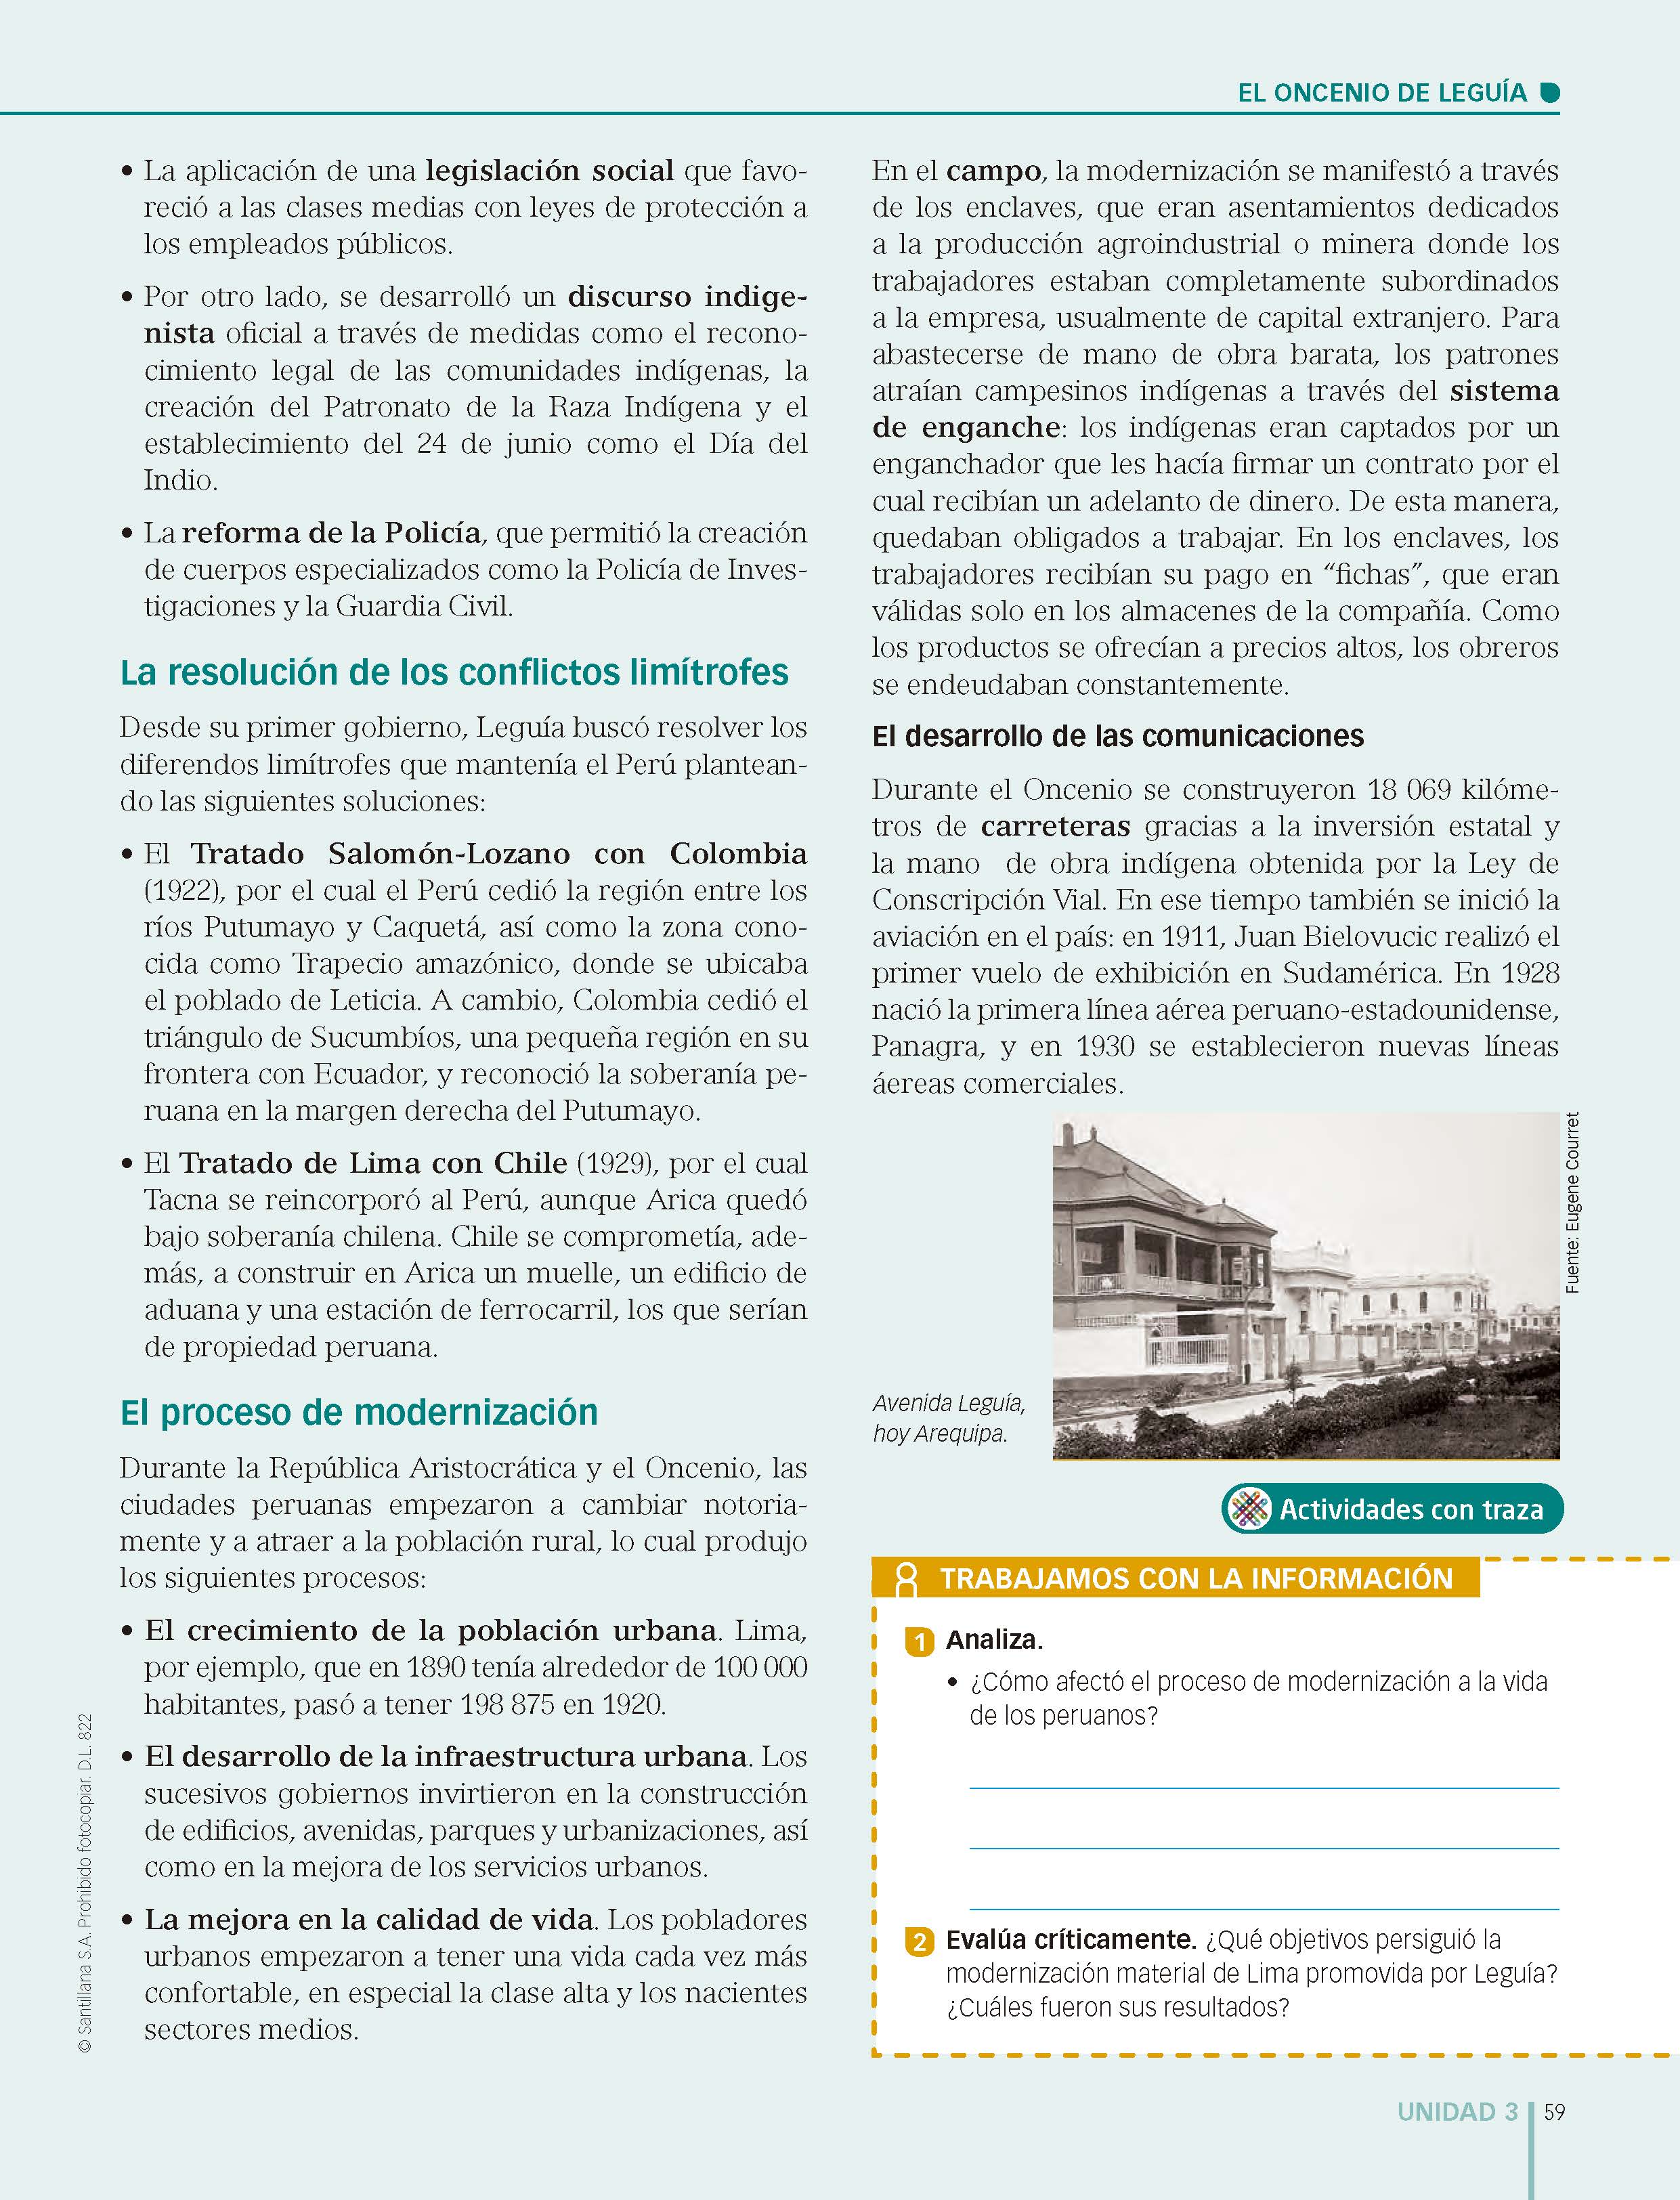 EL ONCENIO DE LEGUÍA
• La aplicación de una legislación social que favo-
reció a las clases medias con leyes de protección a
los empleados públicos.
• Por otro lado, se desarrolló un discurso indige-
nista oficial a través de medidas como el recono-
cimiento legal de las comunidades indígenas, la
creación del Patronato de la Raza Indígena y el
establecimiento del 24 de junio como el Día del
Indio.
• La reforma de la Policía, que permitió la creación
de cuerpos especializados como la Policía de Inves-
tigaciones y la Guardia Civil.
La resolución de los conflictos limítrofes
Desde su primer gobierno, Leguía buscó resolver los
diferendos limítrofes que mantenía el Perú plantean-
do las siguientes soluciones:
• El Tratado Salomón-Lozano con Colombia
(1922), por el cual el Perú cedió la región entre los
ríos Putumayo y Caquetá, así como la zona cono-
cida como Trapecio amazónico, donde se ubicaba
el poblado de Leticia. A cambio, Colombia cedió el
triángulo de Sucumbíos, una pequeña región en su
frontera con Ecuador, y reconoció la soberanía pe-
ruana en la margen derecha del Putumayo.
• El Tratado de Lima con Chile (1929), por el cual
Tacna se reincorporó al Perú, aunque Arica quedó
bajo soberanía chilena. Chile se comprometía, ade-
más, a construir en Arica un muelle, un edificio de
aduana y una estación de ferrocarril, los que serían
de propiedad peruana.
El proceso de modernización
Durante la República Aristocrática y el Oncenio, las
ciudades peruanas empezaron a cambiar notoria-
mente y a atraer a la población rural, lo cual produjo
los siguientes procesos:
• El crecimiento de la población urbana. Lima,
por ejemplo, que en 1890 tenía alrededor de 100 000
habitantes, pasó a tener 198 875 en 1920.
• El desarrollo de la infraestructura urbana. Los
sucesivos gobiernos invirtieron en la construcción
de edificios, avenidas, parques y urbanizaciones, así
como en la mejora de los servicios urbanos.
• La mejora en la calidad de vida. Los pobladores
urbanos empezaron a tener una vida cada vez más
confortable, en especial la clase alta y los nacientes
sectores medios.
© Santillana S.A. Prohibido fotocopiar. D.L. 822
En el campo, la modernización se manifestó a través
de los enclaves, que eran asentamientos dedicados
a la producción agroindustrial o minera donde los
trabajadores estaban completamente subordinados
a la empresa, usualmente de capital extranjero. Para
abastecerse de mano de obra barata, los patrones
atraían campesinos indígenas a través del sistema
de enganche: los indígenas eran captados por un
enganchador que les hacía firmar un contrato por el
cual recibían un adelanto de dinero. De esta manera,
quedaban obligados a trabajar. En los enclaves, los
trabajadores recibían su pago en “fichas”, que eran
válidas solo en los almacenes de la compañía. Como
los productos se ofrecían a precios altos, los obreros
se endeudaban constantemente.
El desarrollo de las comunicaciones
Durante el Oncenio se construyeron 18 069 kilóme-
tros de carreteras gracias a la inversión estatal y
la mano de obra indígena obtenida por la Ley de
Conscripción Vial. En ese tiempo también se inició la
aviación en el país: en 1911, Juan Bielovucic realizó el
primer vuelo de exhibición en Sudamérica. En 1928
nació la primera línea aérea peruano-estadounidense,
Panagra, y en 1930 se establecieron nuevas líneas
áereas comerciales.
Fuente: Eugene Courret
Avenida Leguía,
hoy Arequipa.
Actividades con traza
TRABAJAMOS CON LA INFORMACIÓN
1 Analiza.
• ¿Cómo afectó el proceso de modernización a la vida
de los peruanos?
2 Evalúa críticamente. ¿Qué objetivos persiguió la
modernización material de Lima promovida por Leguía?
¿Cuáles fueron sus resultados?
UNIDAD 3 59